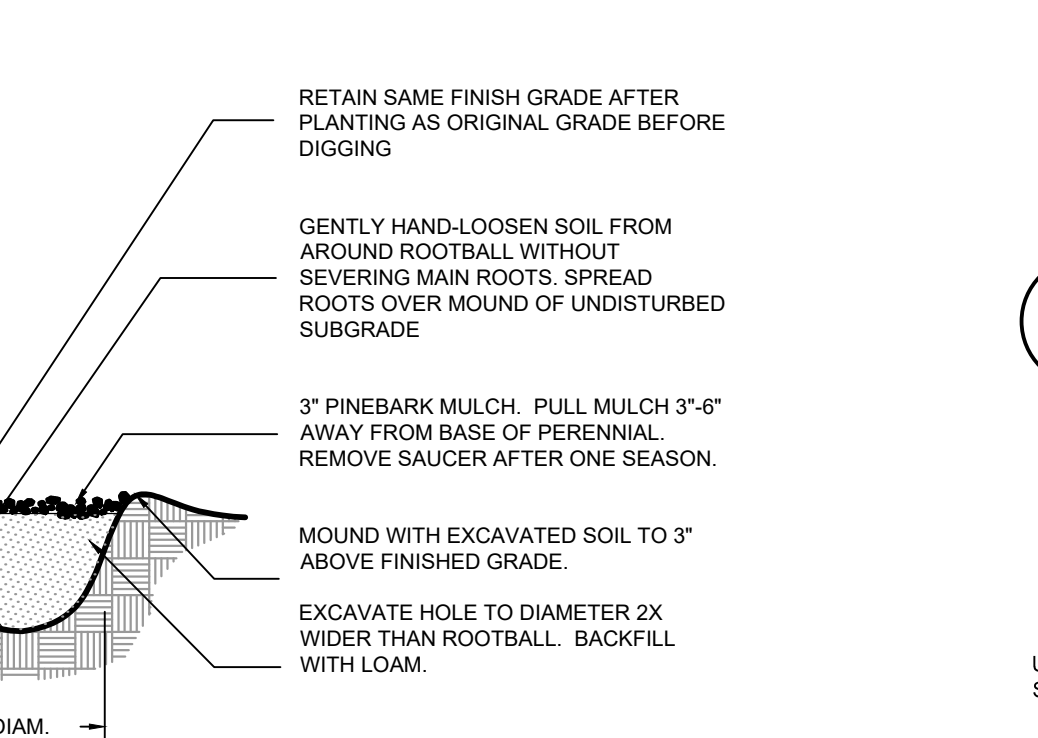 RETAIN SAME FINISH GRADE AFTER
PLANTING AS ORIGINAL GRADE BEFORE
DIGGING
GENTLY HAND-LOOSEN SOIL FROM
AROUND ROOTBALL WITHOUT
SEVERING MAIN ROOTS. SPREAD
ROOTS OVER MOUND OF UNDISTURBED
SUBGRADE
3" PINEBARK MULCH.  PULL MULCH 3"-6"
AWAY FROM BASE OF PERENNIAL.
REMOVE SAUCER AFTER ONE SEASON.
MOUND WITH EXCAVATED SOIL TO 3"
ABOVE FINISHED GRADE.
EXCAVATE HOLE TO DIAMETER 2X
WIDER THAN ROOTBALL.  BACKFILL
WITH LOAM.
DIAM.